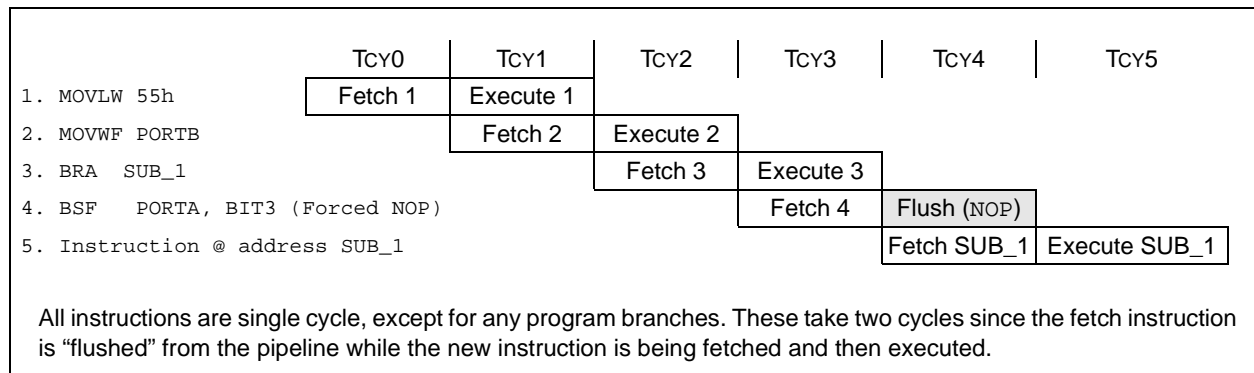 TCY0 TCY1 TCY2 TCY3 TCY4 TCY5
1. MOVLW 55h Fetch 1 Execute 1
2. MOVWF PORTB Fetch 2 Execute 2
3. BRA SUB_1 Fetch 3 Execute 3
4. BSF PORTA, BIT3 (Forced NOP) Fetch 4 Flush (NOP)
5. Instruction @ address SUB_1 Fetch SUB_1 Execute SUB_1
All instructions are single cycle, except for any program branches. These take two cycles since the fetch instruction
is “flushed” from the pipeline while the new instruction is being fetched and then executed.